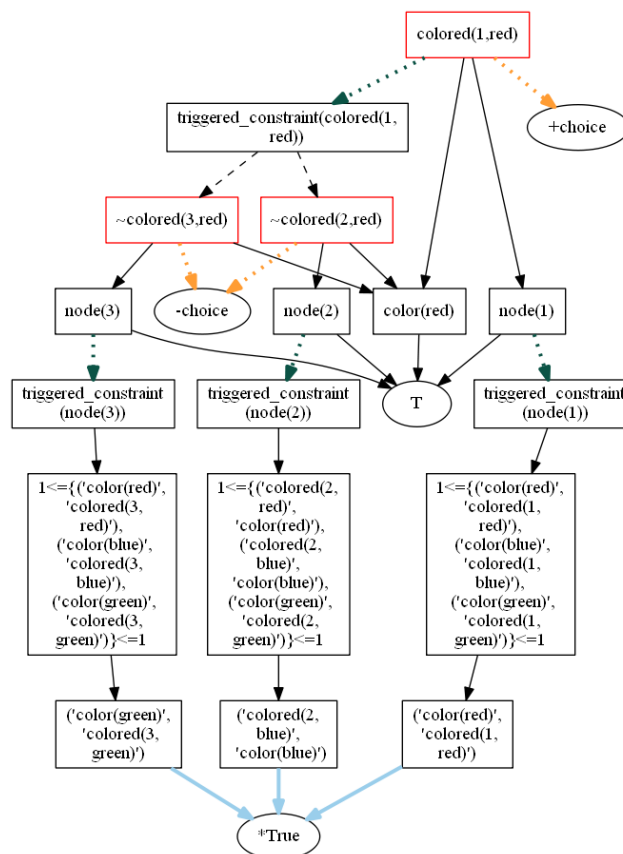 colored(1,red)
+choice
triggered_constraint(colored(1,
red))
~colored(3,red)
~colored(2,red)
node(3)
-choice
node(2)
color(red)
node(1)
T
triggered_constraint
(node(3))
triggered_constraint
(node(2))
triggered_constraint
(node(1))
1<={('color(red)',
'colored(3,
red)'),
('color(blue)',
'colored(3,
blue)'),
('color(green)',
'colored(3,
green)')}<=1
1<={('colored(2,
red)',
'color(red)'),
('colored(2,
blue)',
'color(blue)'),
('color(green)',
'colored(2,
green)')}<=1
1<={('color(red)',
'colored(1,
red)'),
('color(blue)',
'colored(1,
blue)'),
('color(green)',
'colored(1,
green)')}<=1
('color(green)',
'colored(3,
green)')
('colored(2,
blue)',
'color(blue)')
('color(red)',
'colored(1,
red)')
*True